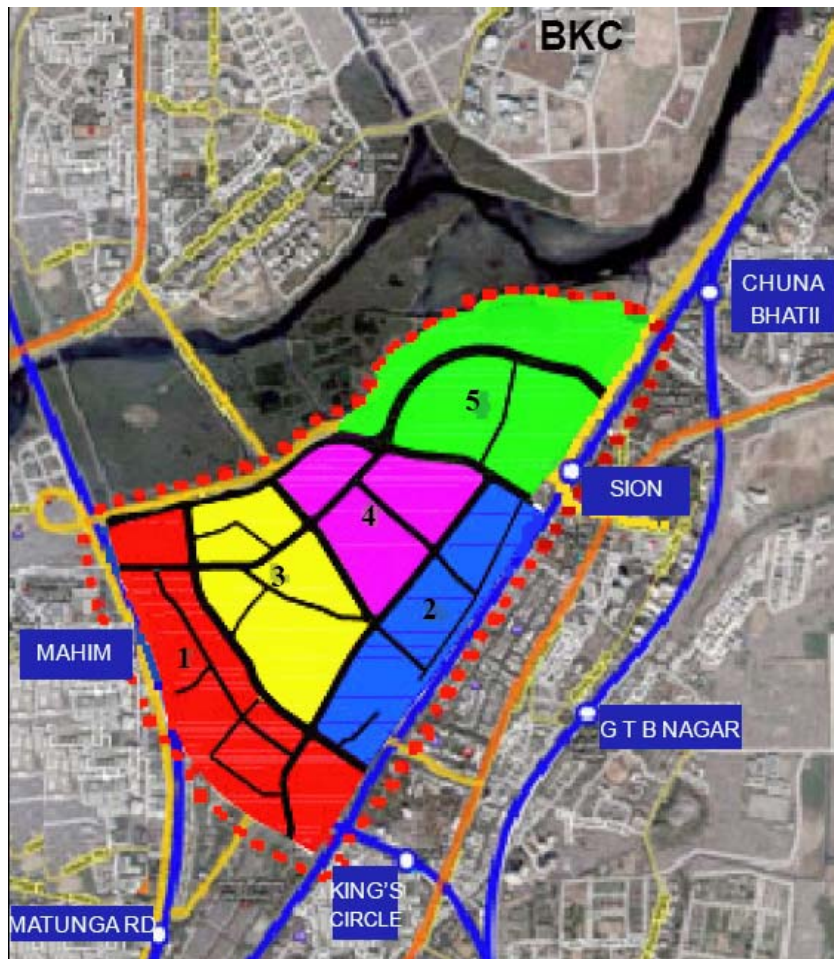 BKC
CHUNA
BHATII
5
SION
4
3
2
1
MAHIM
G T B NAGAR
KING'S
CIRCLE
MATUNGA RD